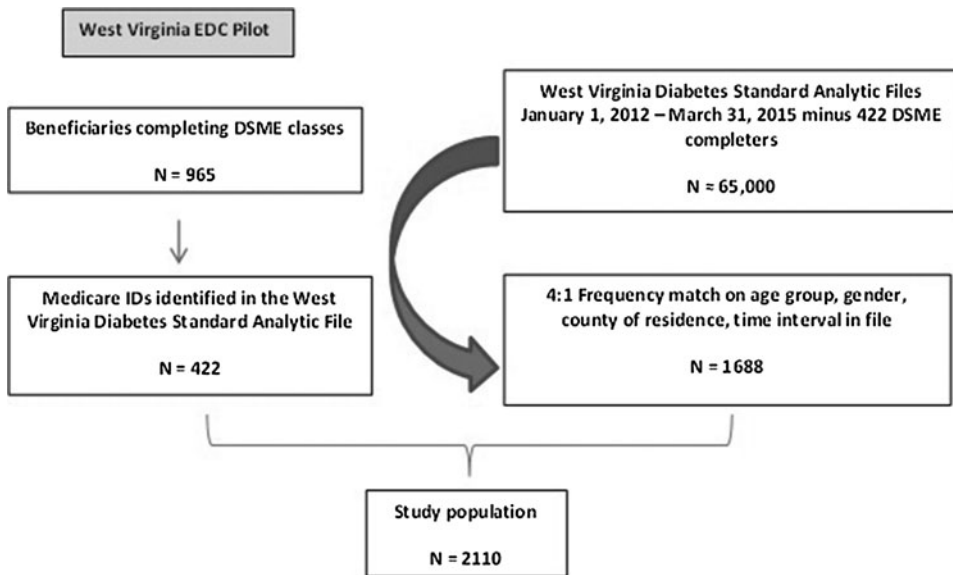 West Virginia EDC Pilot
Beneficiaries completing DSME classes
N = 965
West Virginia Diabetes Standard Analytic Files
January 1, 2012 – March 31, 2015 minus 422 DSME
completers
N ≈ 65,000
Medicare IDs identified in the West
Virginia Diabetes Standard Analytic File
N = 422
4:1 Frequency match on age group, gender,
county of residence, time interval in file
N = 1688
Study population
N = 2110